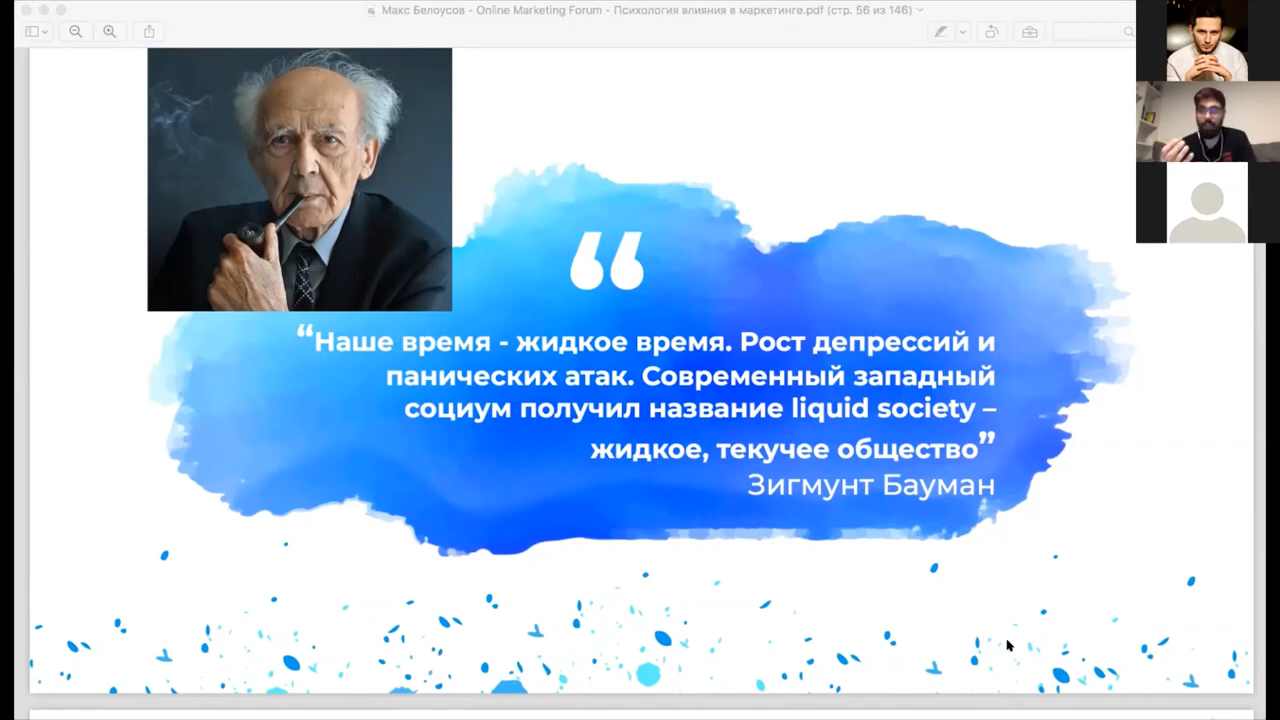 Макс Белоусов - Online Marketing Forum - Психология влияния в маркетинге.pdf (стр. 56 из 146)
“
“Наше время - жидкое время. Рост депрессий и
панических атак. Современный западный
социум получил название liquid society –
жидкое, текучее общество”
Зигмунт Бауман